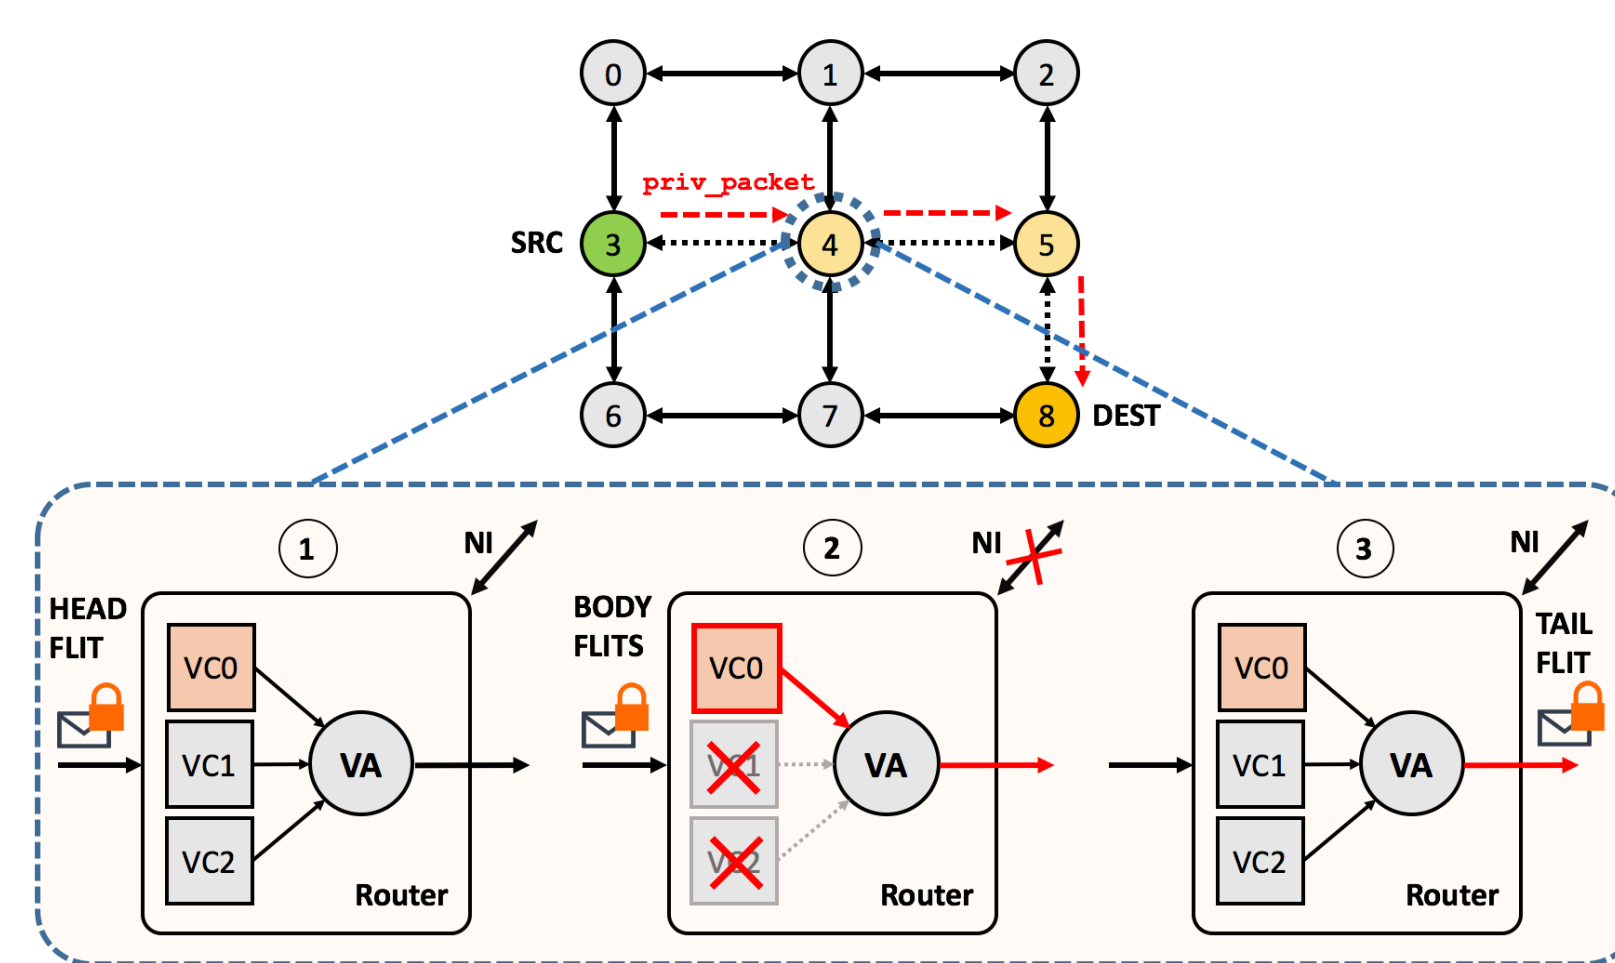 0
1
2
priv_packet
SRC
3
4
5
6
7
8
DEST
1
NI
2
NI
3
NI
HEAD
FLIT
BODY
FLITS
TAIL
FLIT
VC0
VC1
VC2
VA
Router
VC0
VC1
VC2
VA
Router
VC0
VC1
VC2
VA
Router